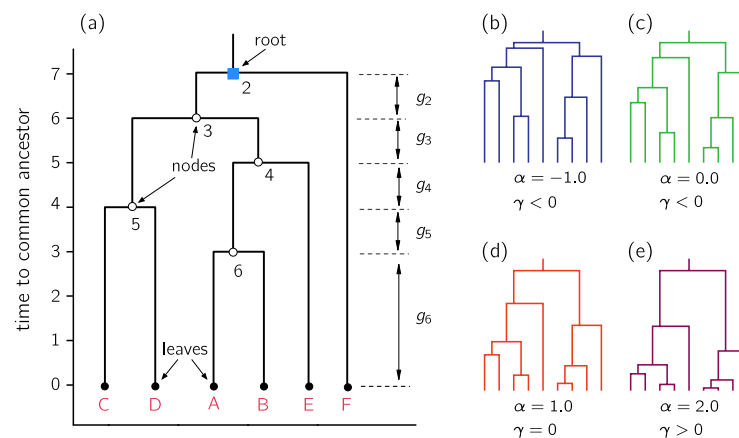 (a)
root
time to common ancestor
7
6
5
4
3
2
1
0
2
3
4
5
6
nodes
leaves
C D A B E F
g2
g3
g4
g5
g6
(b)
α = −1.0
γ < 0
(c)
α = 0.0
γ < 0
(d)
α = 1.0
γ = 0
(e)
α = 2.0
γ > 0